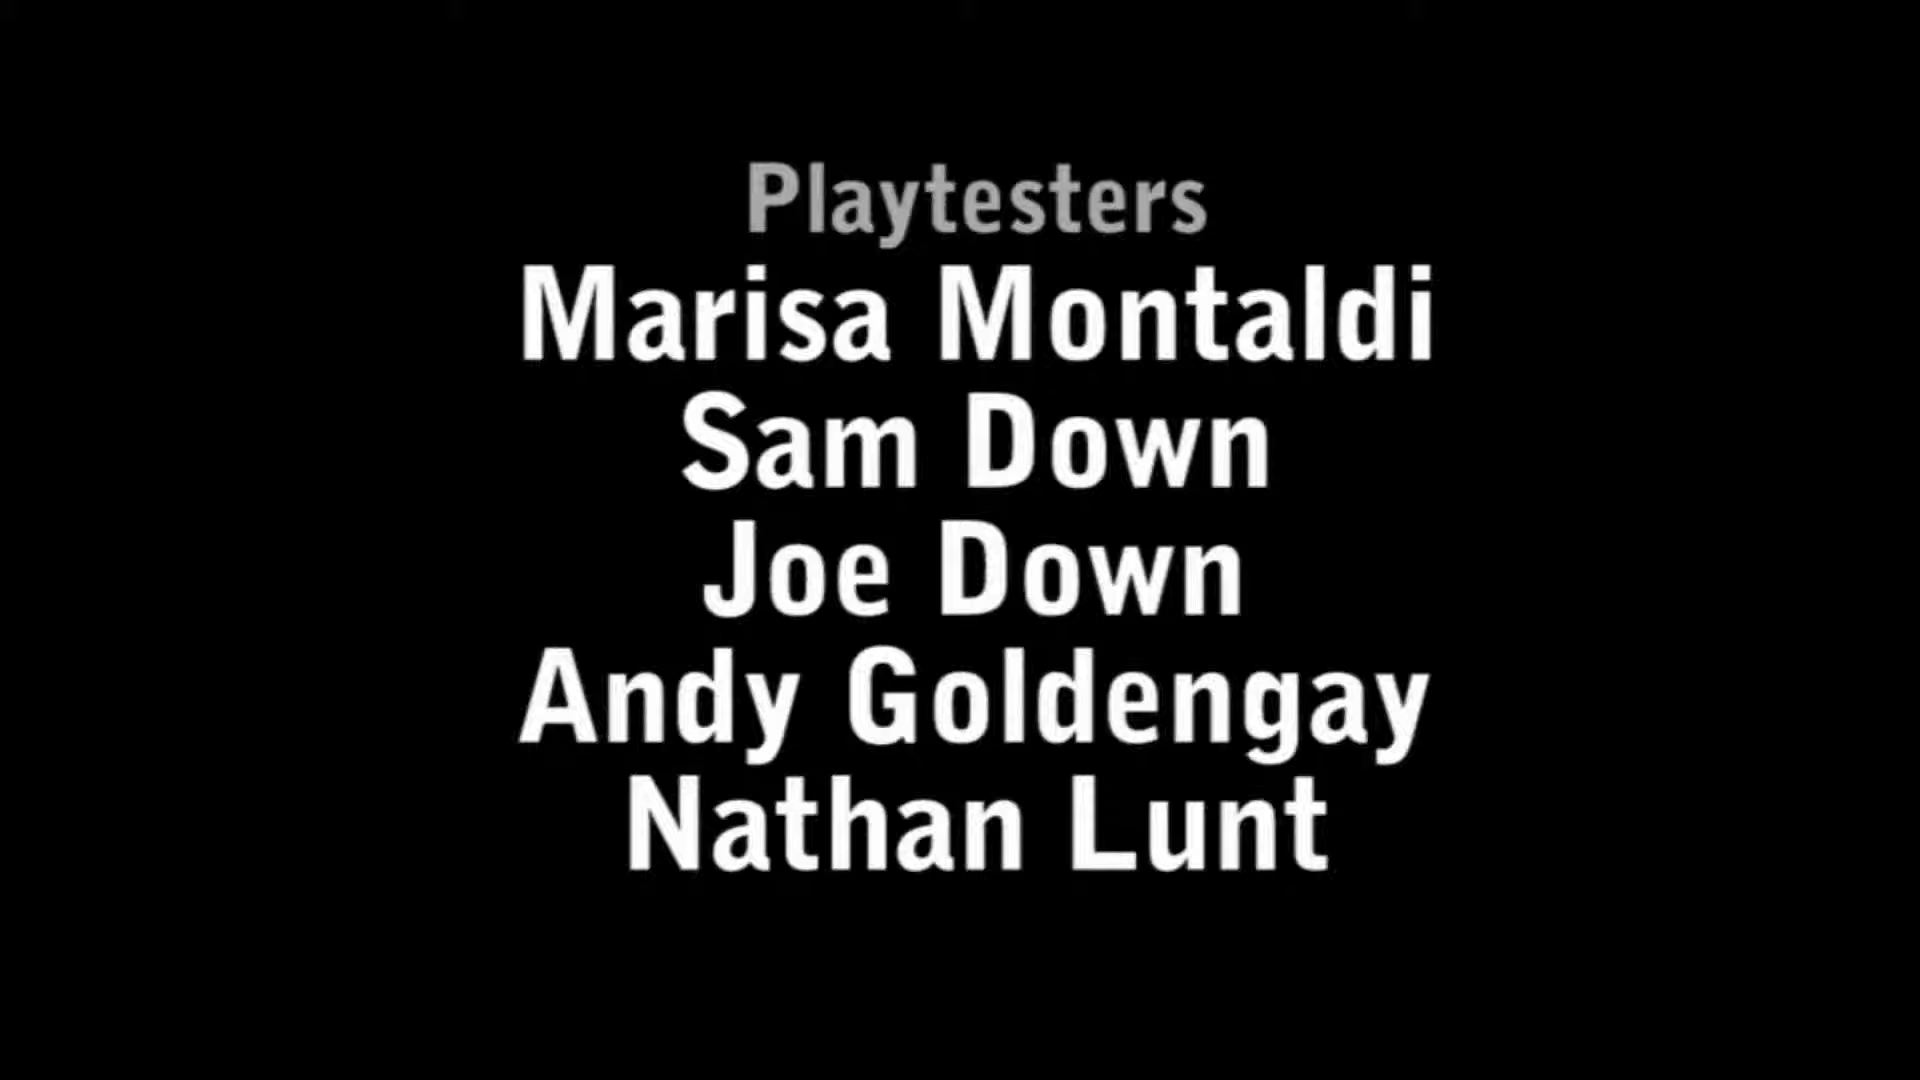 Playtesters
Marisa Montaldi
Sam Down
Joe Down
Andy Goldengay
Nathan Lunt